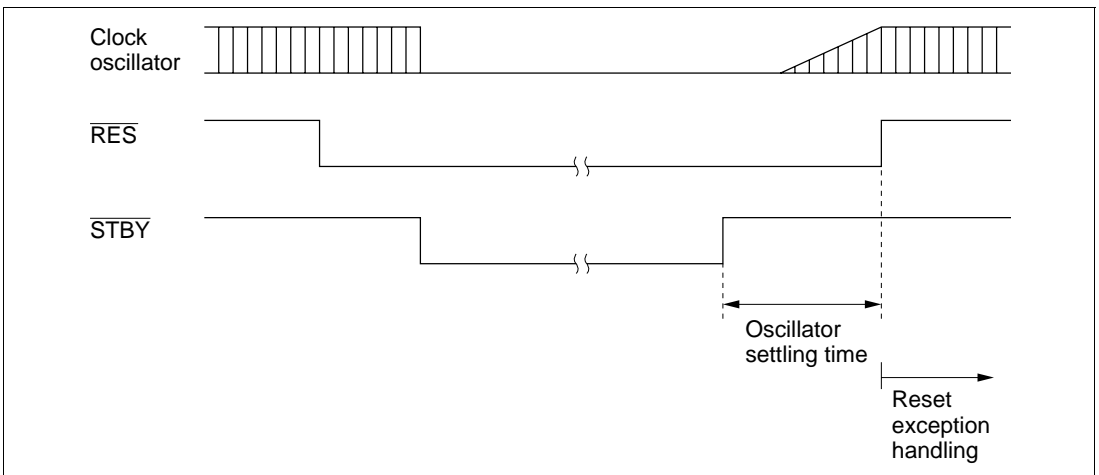 Clock
oscillator
RES
STBY
Oscillator
settling time
Reset
exception
handling